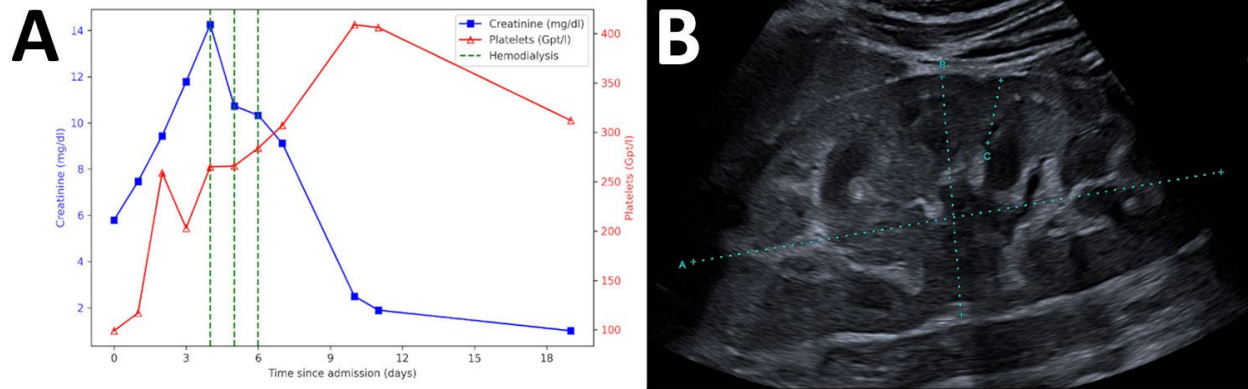 A
Creatinine (mg/dl)
14
12
10
8
6
4
2
Creatinine (mg/dl)
Platelets (Gpt/l)
Hemodialysis
400
350
300
250
200
150
100
Platelets (Gpt/l)
0 3 6 9 12 15 18
Time since admission (days)
B
B
C
A